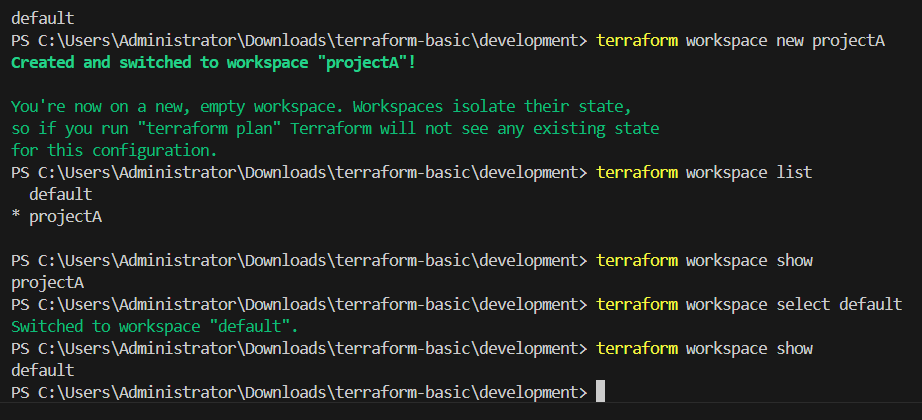 default
PS C:\Users\Administrator\Downloads\terraform-basic\development> terraform workspace new projectA
Created and switched to workspace "projectA"!
You're now on a new, empty workspace. Workspaces isolate their state,
so if you run "terraform plan" Terraform will not see any existing state
for this configuration.
PS C:\Users\Administrator\Downloads\terraform-basic\development> terraform workspace list
  default
* projectA
PS C:\Users\Administrator\Downloads\terraform-basic\development> terraform workspace show
projectA
PS C:\Users\Administrator\Downloads\terraform-basic\development> terraform workspace select default
Switched to workspace "default".
PS C:\Users\Administrator\Downloads\terraform-basic\development> terraform workspace show
default
PS C:\Users\Administrator\Downloads\terraform-basic\development>